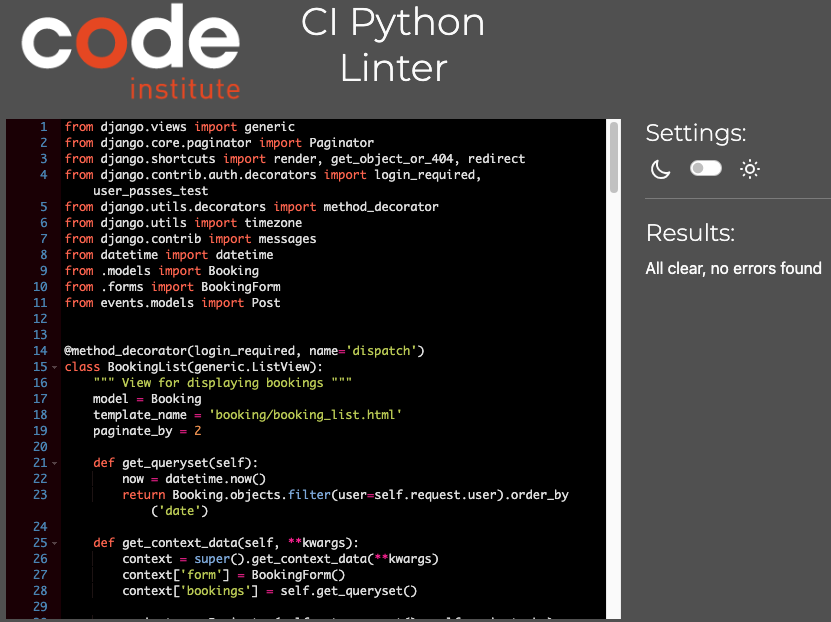 code
institute
CI Python
Linter
1 from django.views import generic
2 from django.core.paginator import Paginator
3 from django.shortcuts import render, get_object_or_404, redirect
4 from django.contrib.auth.decorators import login_required,
user_passes_test
5 from django.utils.decorators import method_decorator
6 from django.utils import timezone
7 from django.contrib import messages
8 from datetime import datetime
9 from .models import Booking
10 from .forms import BookingForm
11 from events.models import Post
12
13
14 @method_decorator(login_required, name='dispatch')
15 class BookingList(generic.ListView):
16     """ View for displaying bookings """
17     model = Booking
18     template_name = 'booking/booking_list.html'
19     paginate_by = 2
20
21     def get_queryset(self):
22         now = datetime.now()
23         return Booking.objects.filter(user=self.request.user).order_by
('date')
24
25     def get_context_data(self, **kwargs):
26         context = super().get_context_data(**kwargs)
27         context['form'] = BookingForm()
28         context['bookings'] = self.get_queryset()
29
Settings:
Results:
All clear, no errors found